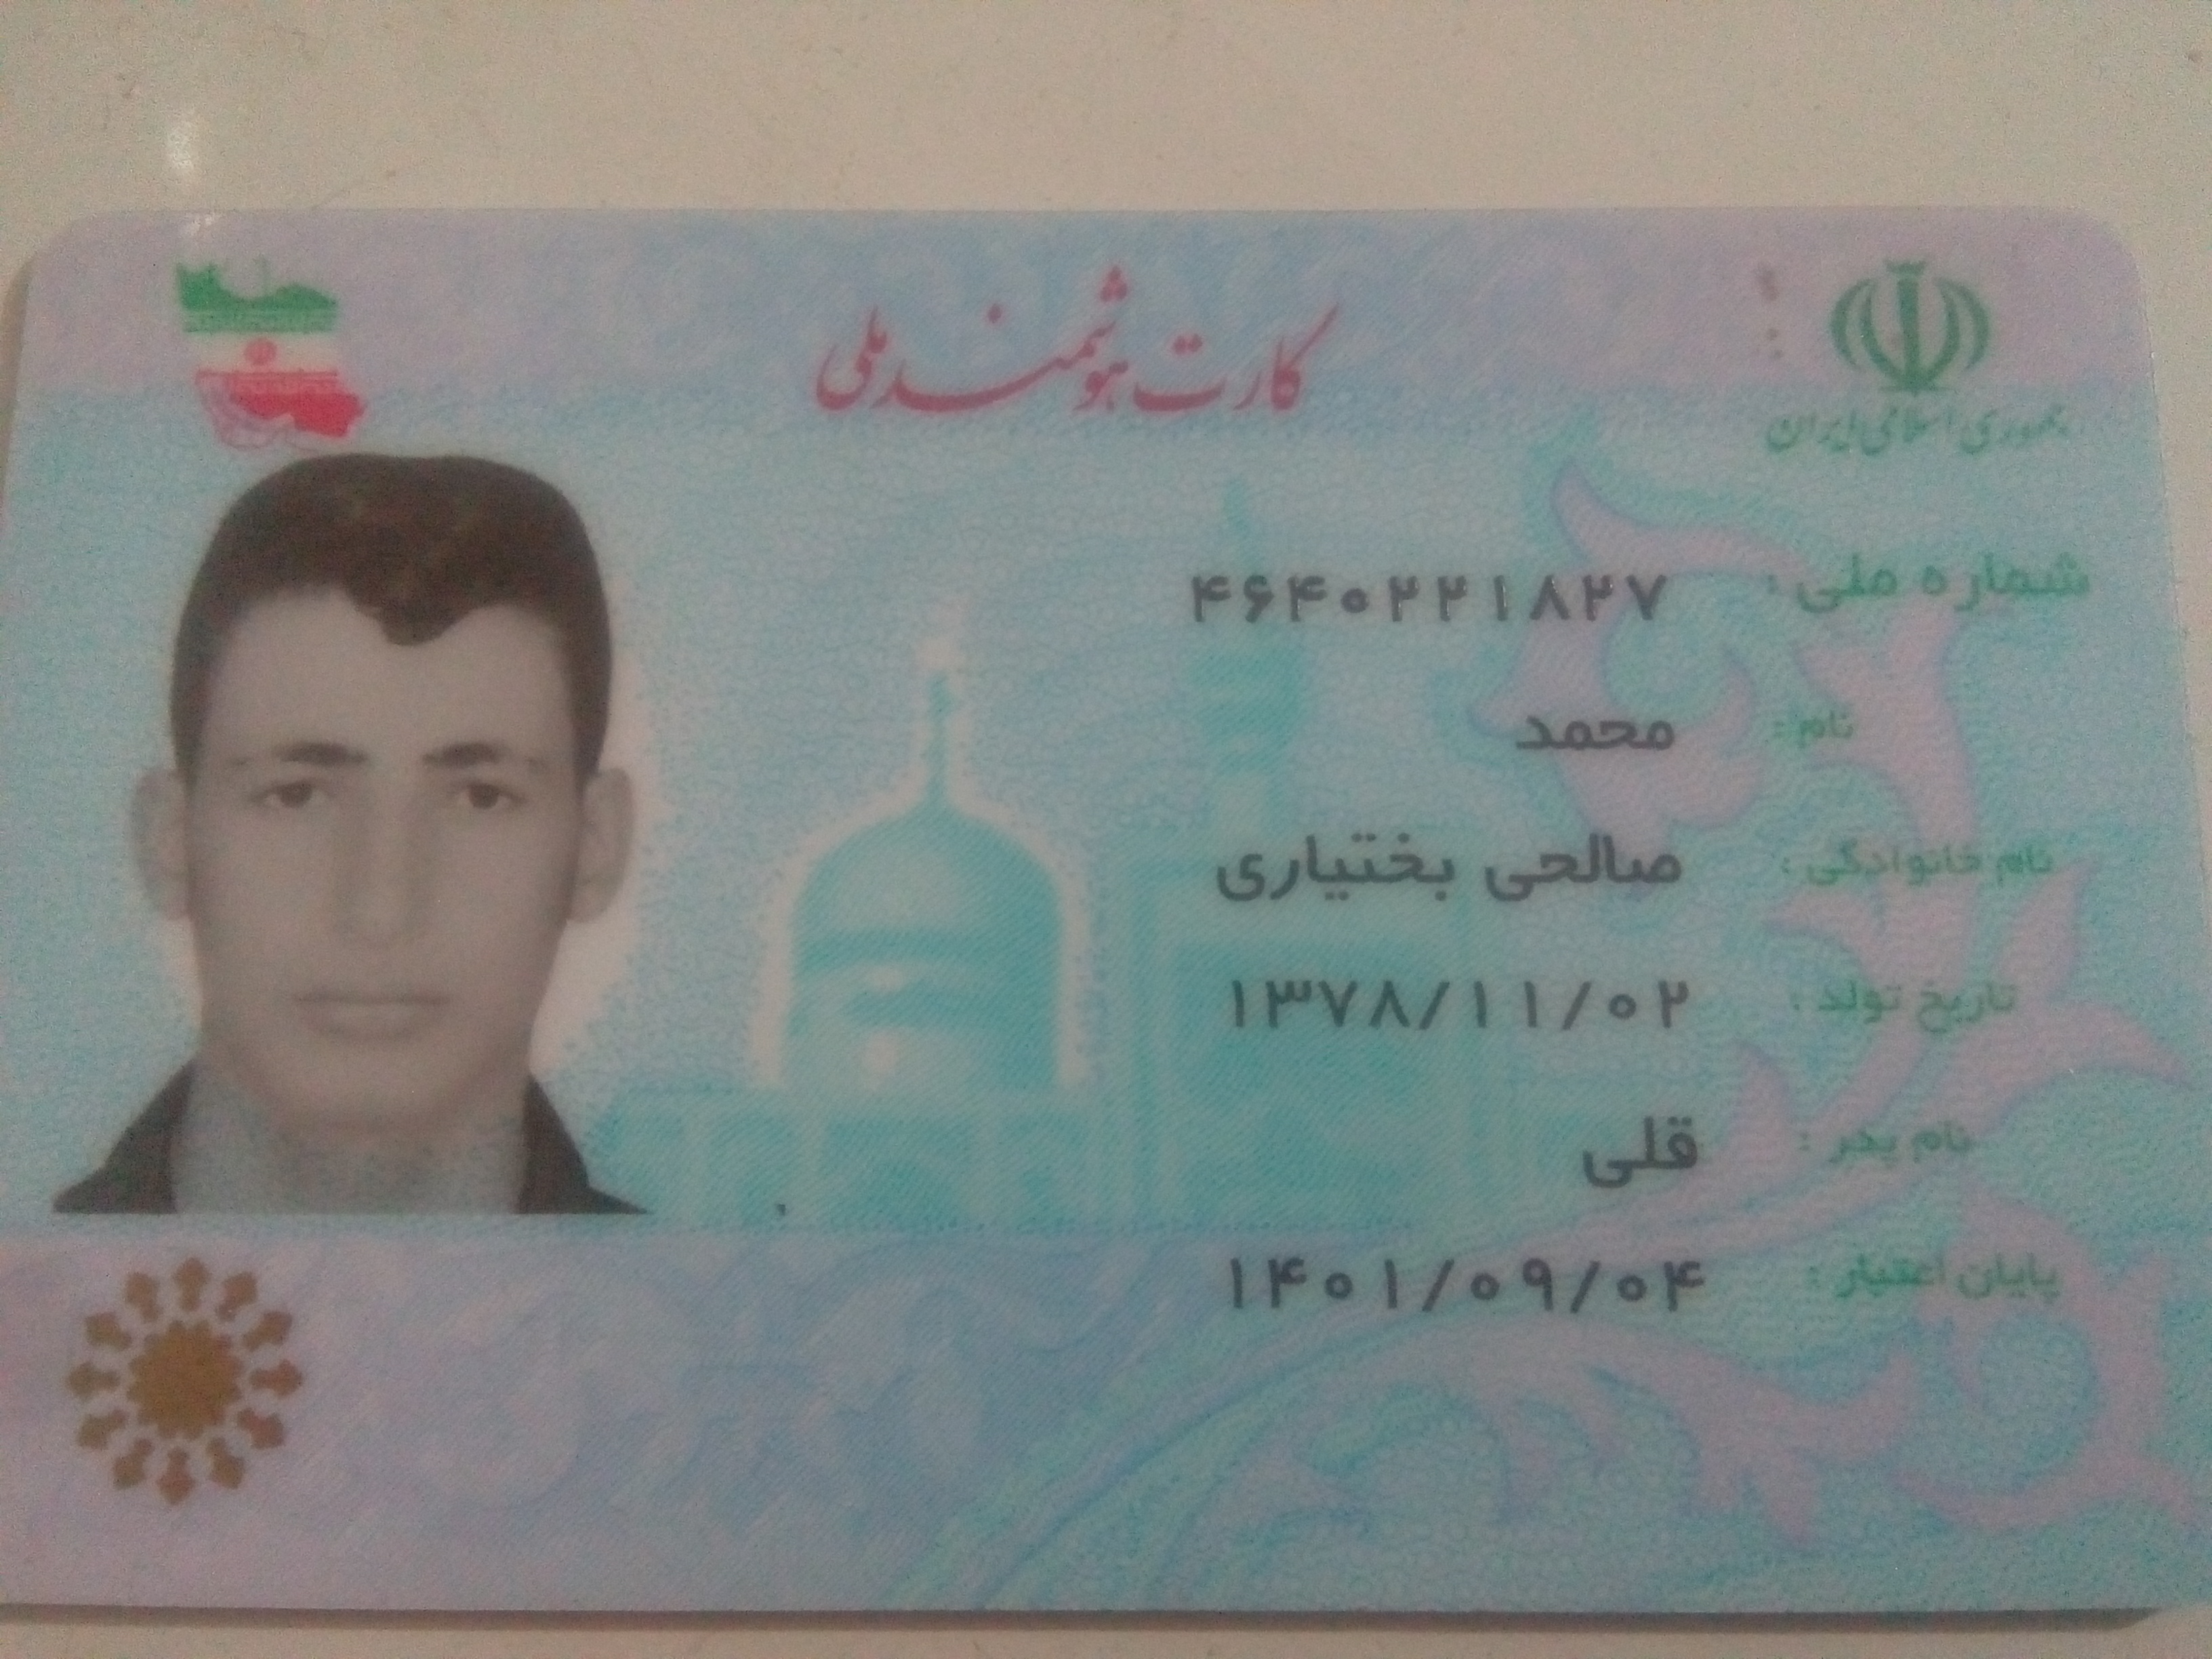 کارت هوشمند ملی
جمهوری اسلامی ایران
شماره ملی : ۴۶۴۰۲۲۱۸۲۷
نام : محمد
نام خانوادگی : صالحی بختیاری
تاریخ تولد : ۱۳۷۸/۱۱/۰۲
نام پدر : قلی
پایان اعتبار : ۱۴۰۱/۰۹/۰۴